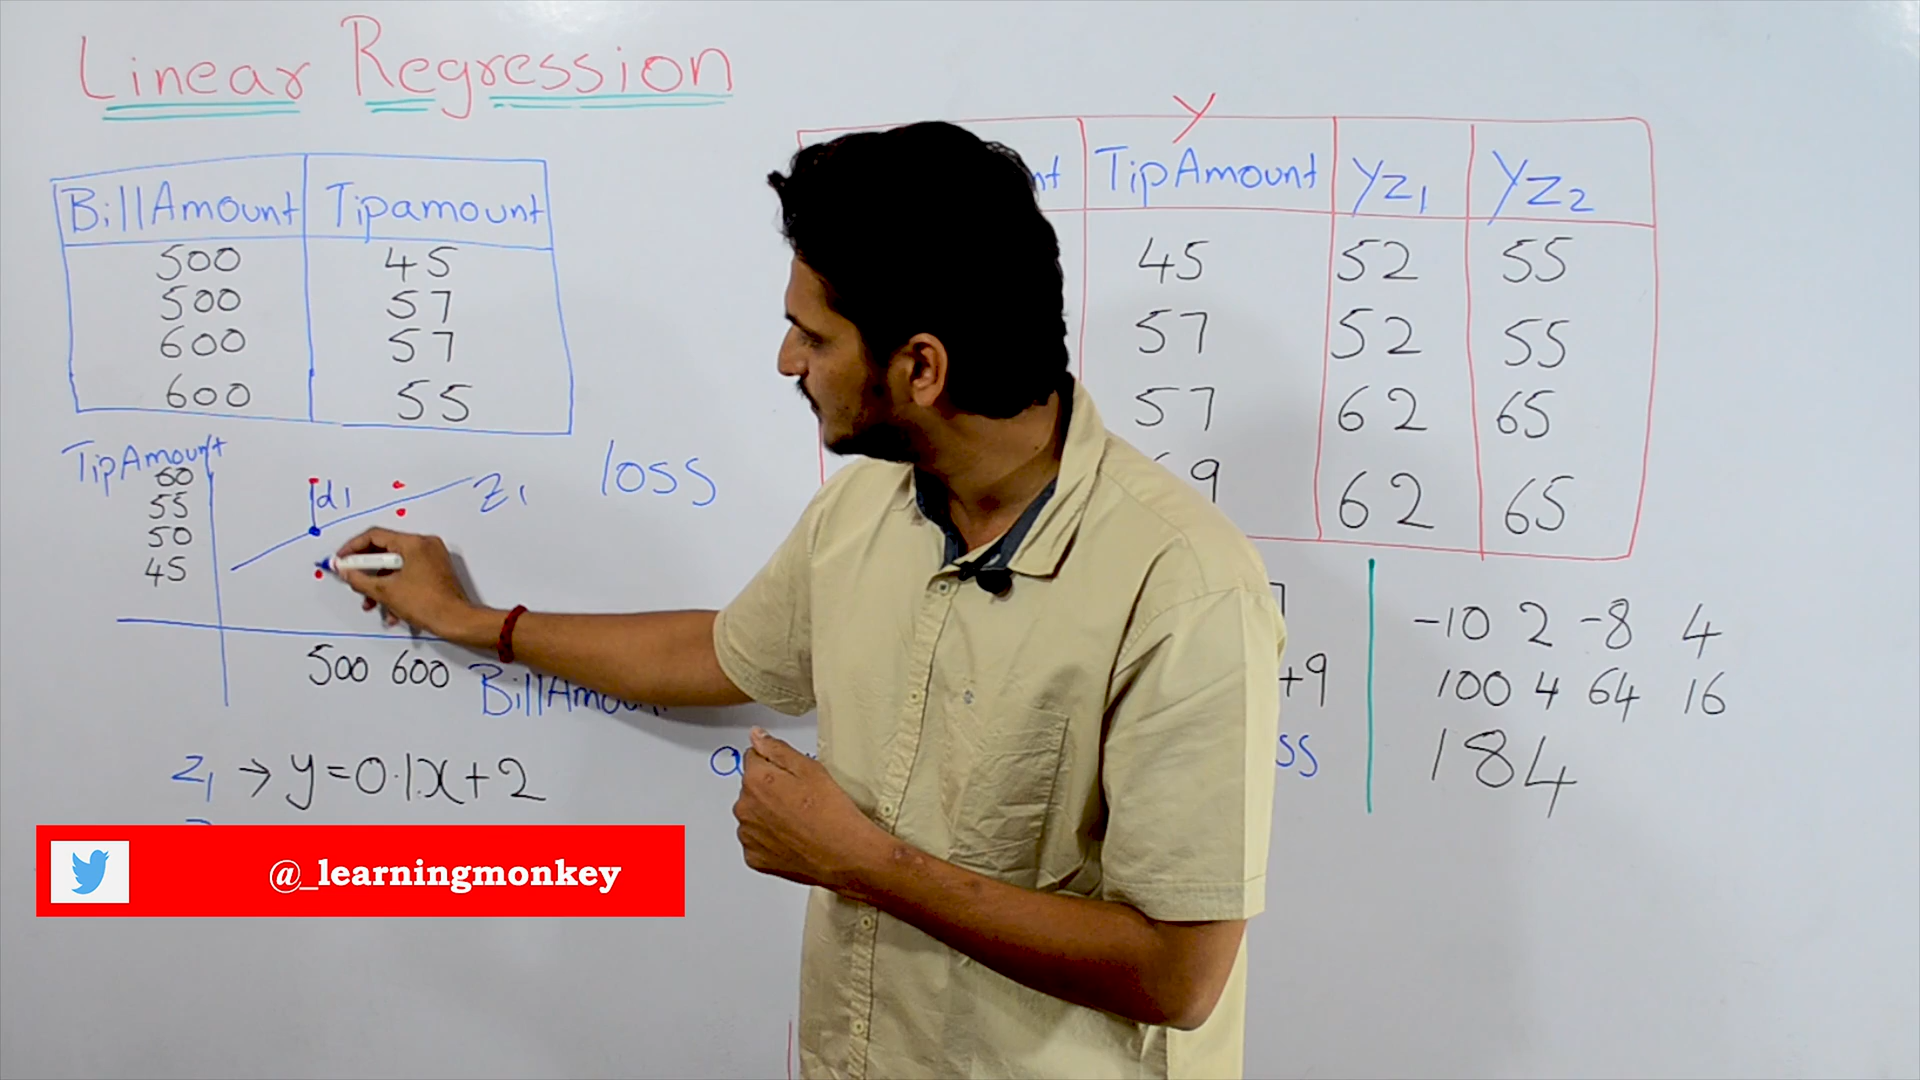 Linear Regression
BillAmount Tipamount
500 45
500 57
600 57
600 55
TipAmount
60
55
50
45
d1
Z1
500 600
BillAmount
loss
Z1 → y=0.1x+2
@_learningmonkey
Y
TipAmount YZ1 YZ2
45 52 55
57 52 55
57 62 65
62 65
+9
-10 2 -8 4
100 4 64 16
184